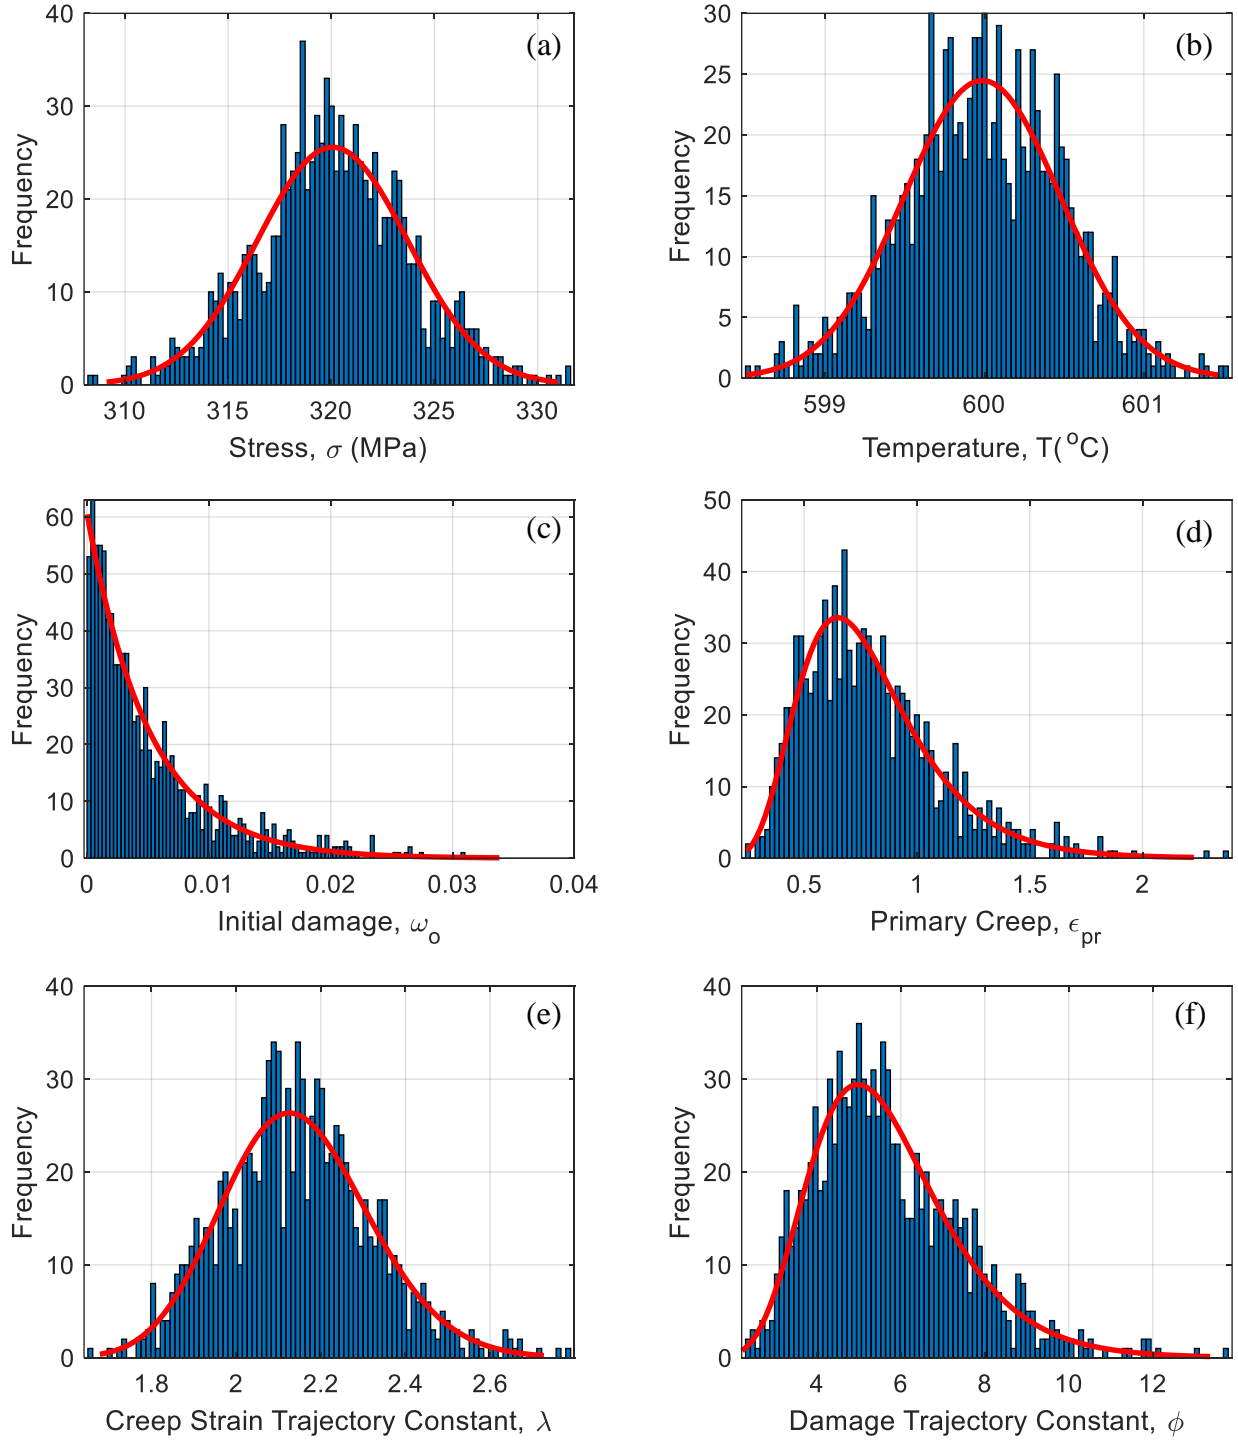 (a)
40
30
20
10
0
Frequency
310 315 320 325 330
Stress, σ (MPa)
(b)
30
25
20
15
10
5
0
Frequency
599 600 601
Temperature, T(°C)
(c)
60
50
40
30
20
10
0
Frequency
0 0.01 0.02 0.03 0.04
Initial damage, ω_o
(d)
50
40
30
20
10
0
Frequency
0.5 1 1.5 2
Primary Creep, ϵ_pr
(e)
40
30
20
10
0
Frequency
1.8 2 2.2 2.4 2.6
Creep Strain Trajectory Constant, λ
(f)
40
30
20
10
0
Frequency
4 6 8 10 12
Damage Trajectory Constant, ϕ